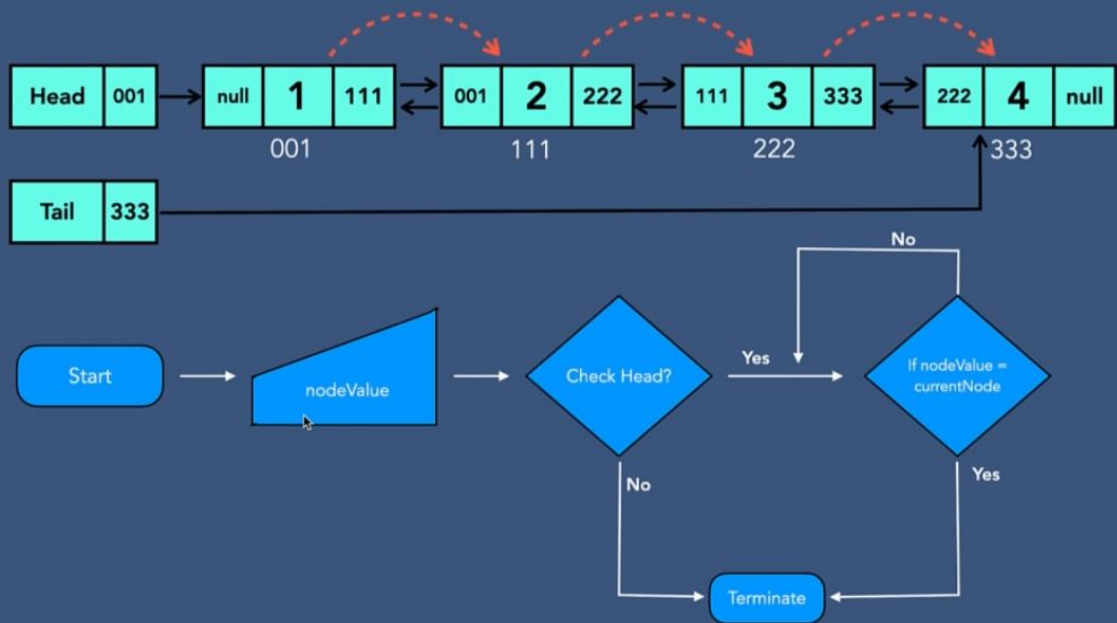 Head 001 null 1 111 001 2 222 111 3 333 222 4 null
001 111 222 333
Tail 333
No
Start
nodeValue
Check Head?
Yes
If nodeValue =
currentNode
No
Yes
Terminate